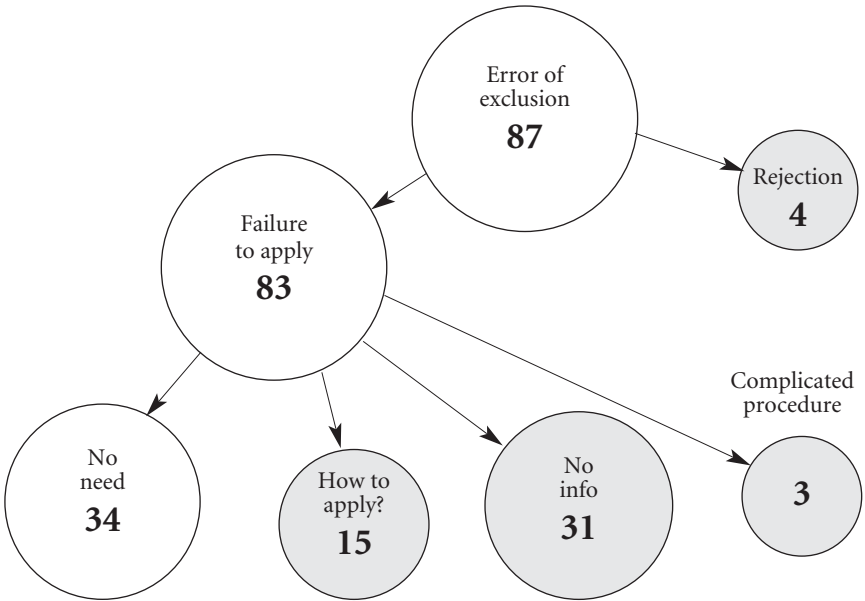 Error of
exclusion
87
Rejection
4
Failure
to apply
83
Complicated
procedure
3
No
need
34
How to
apply?
15
No
info
31